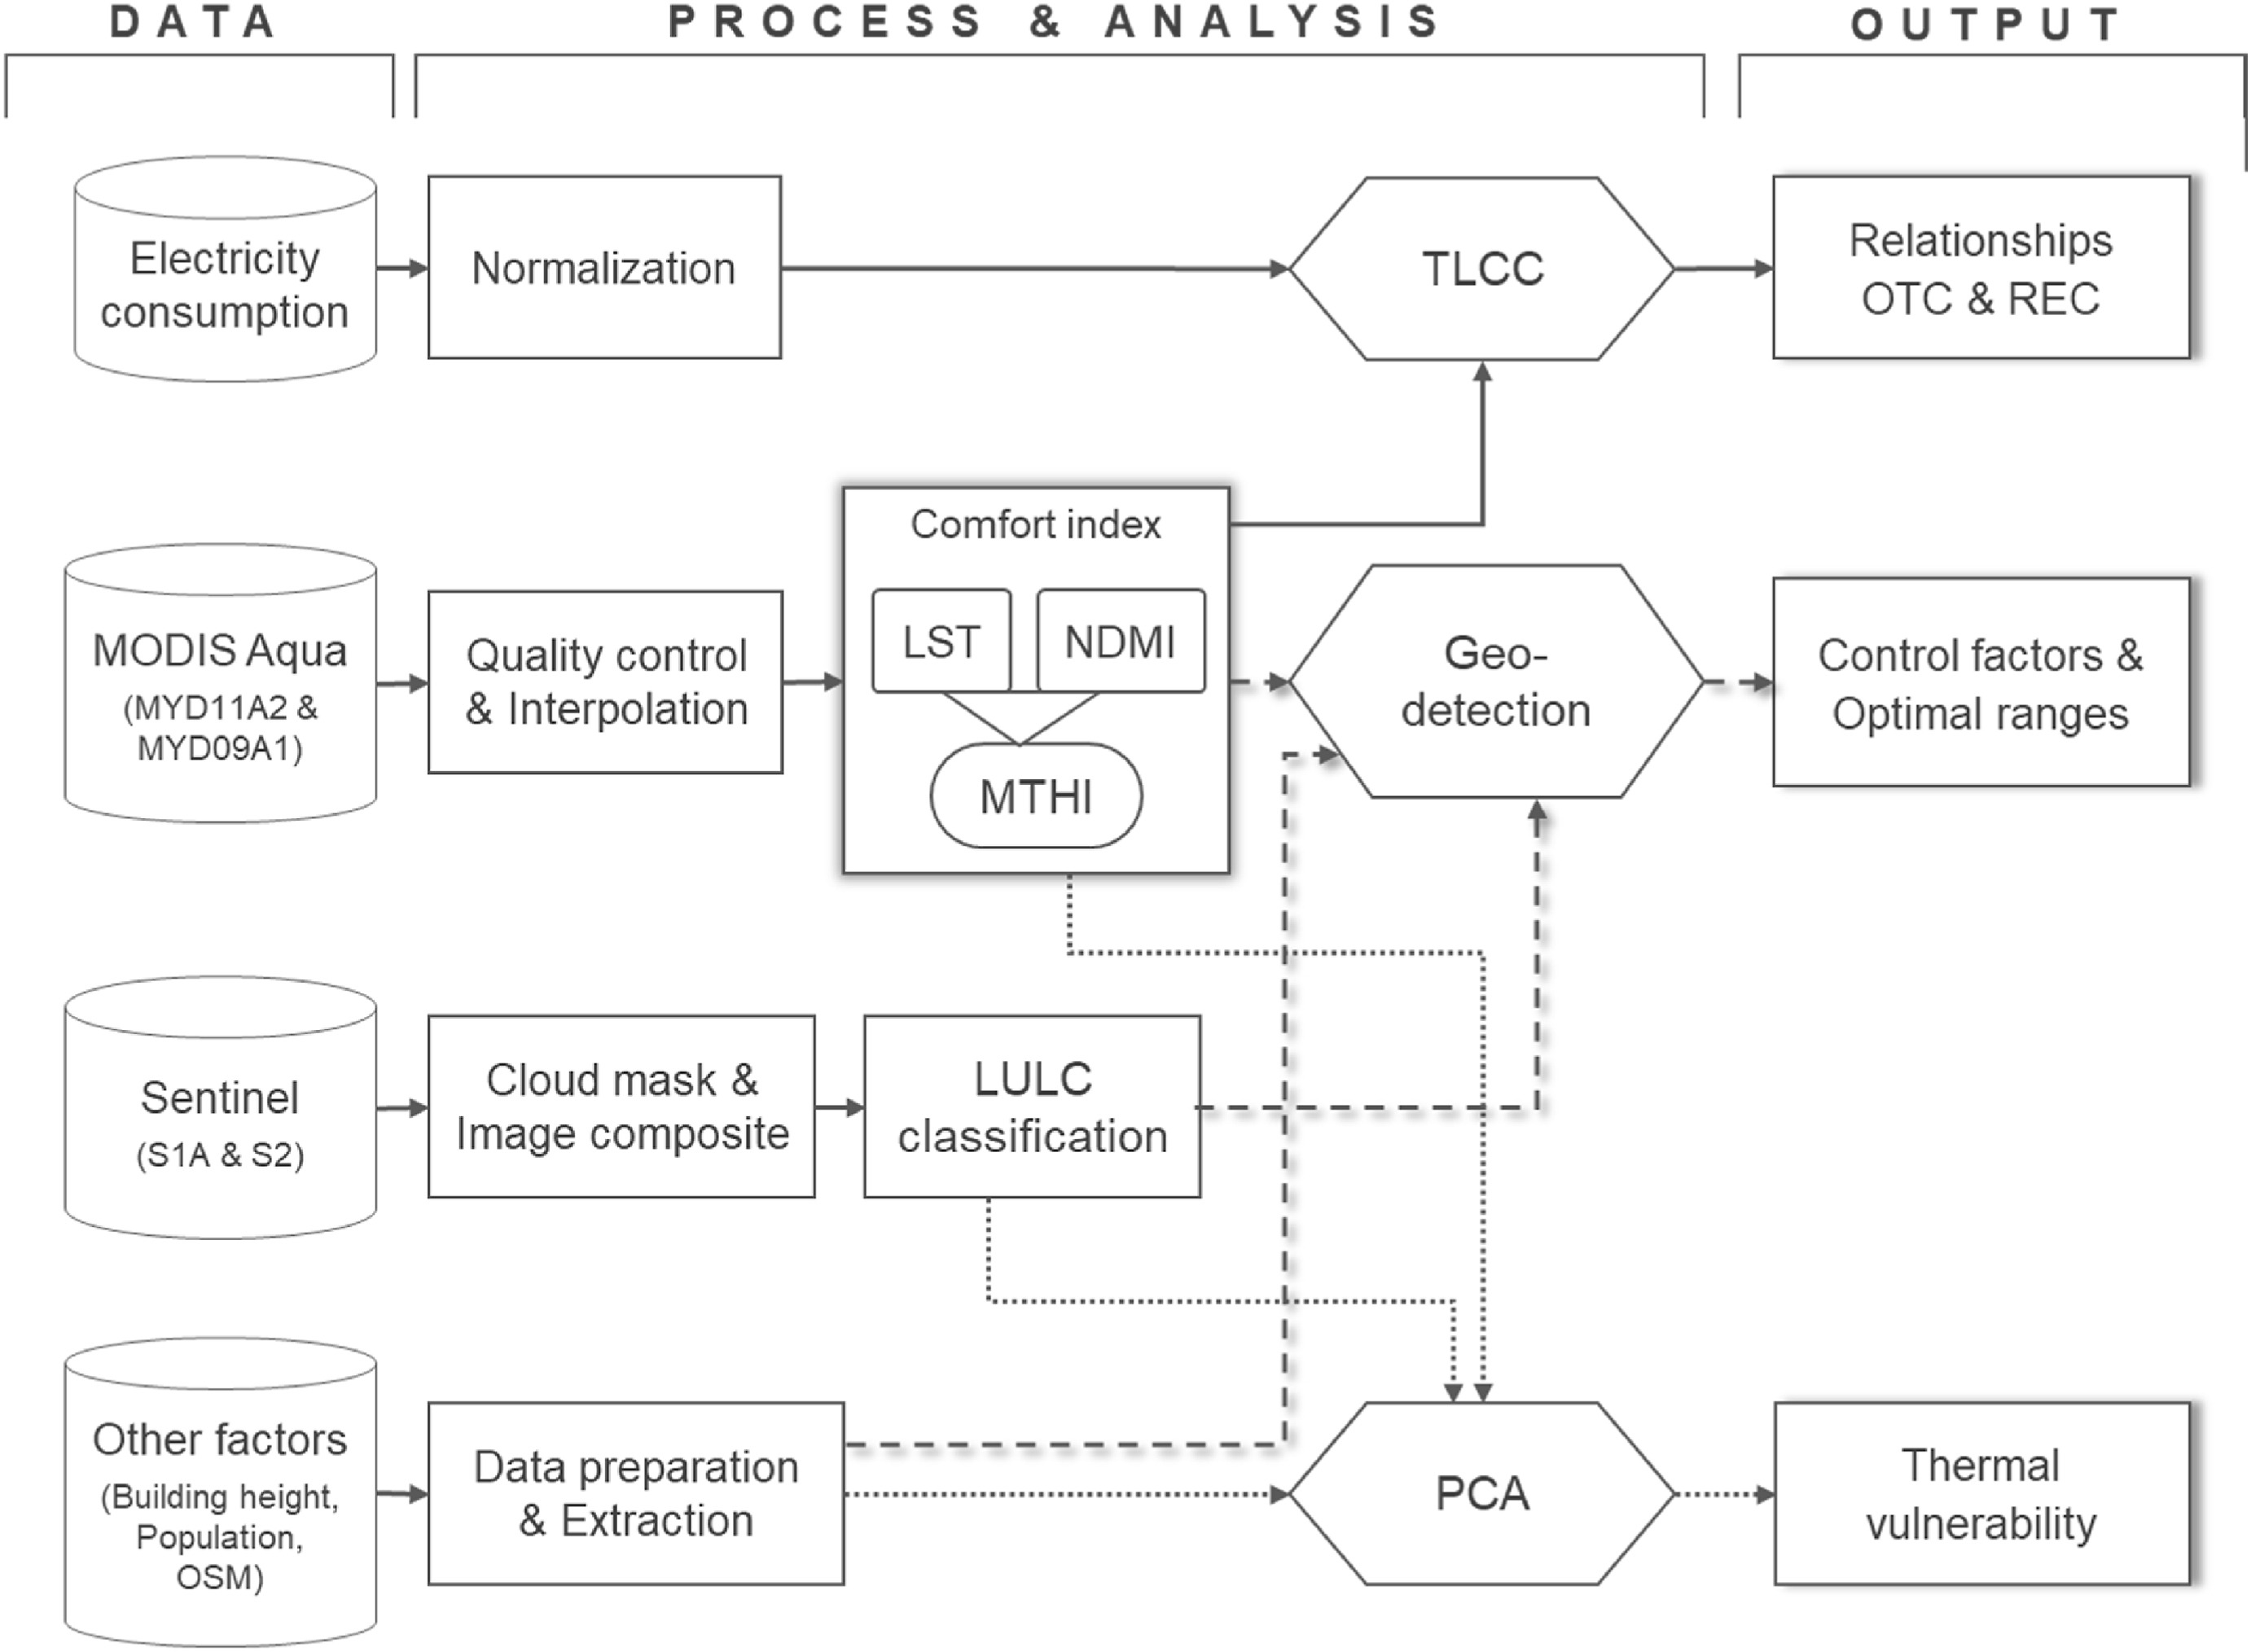 DATA
PROCESS & ANALYSIS
OUTPUT
Electricity
consumption
Normalization
TLCC
Relationships
OTC & REC
MODIS Aqua
(MYD11A2 &
MYD09A1)
Quality control
& Interpolation
Comfort index
LST
NDMI
MTHI
Geo-
detection
Control factors &
Optimal ranges
Sentinel
(S1A & S2)
Cloud mask &
Image composite
LULC
classification
Other factors
(Building height,
Population,
OSM)
Data preparation
& Extraction
PCA
Thermal
vulnerability